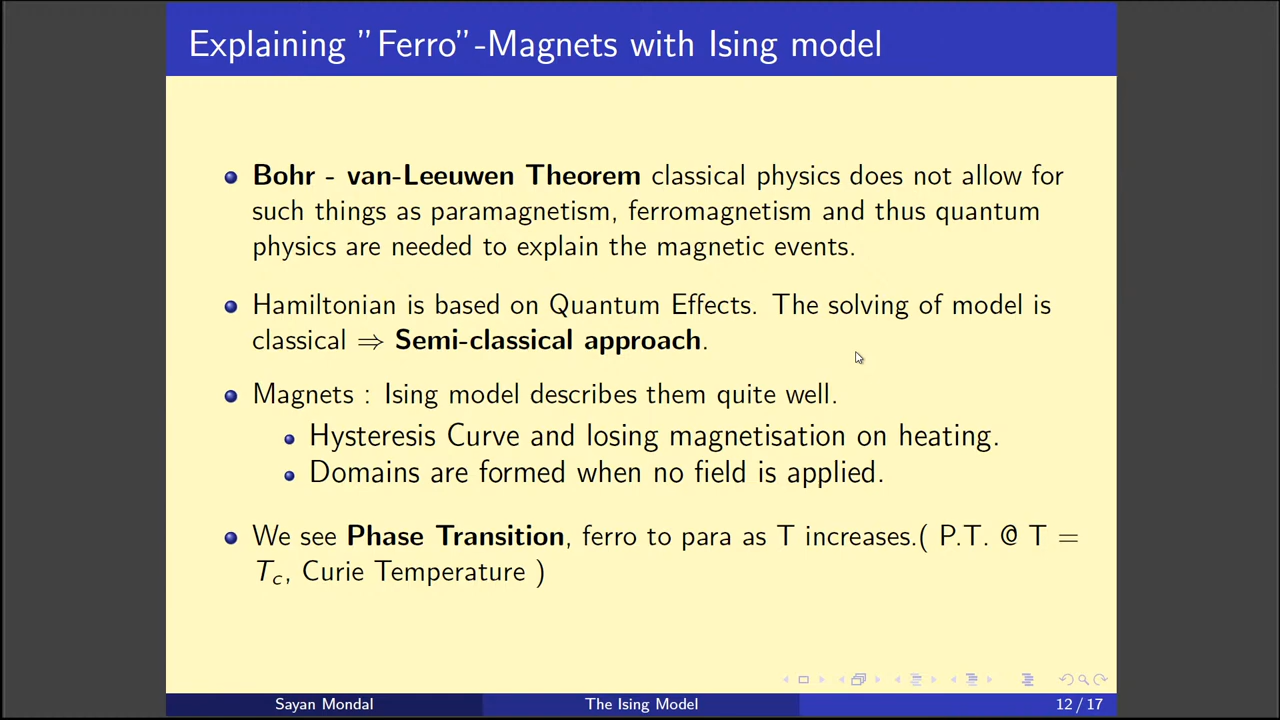 Explaining "Ferro"-Magnets with Ising model
Bohr - van-Leeuwen Theorem classical physics does not allow for
such things as paramagnetism, ferromagnetism and thus quantum
physics are needed to explain the magnetic events.
Hamiltonian is based on Quantum Effects. The solving of model is
classical ⇒ Semi-classical approach.
Magnets : Ising model describes them quite well.
Hysteresis Curve and losing magnetisation on heating.
Domains are formed when no field is applied.
We see Phase Transition, ferro to para as T increases.( P.T. @ T =
T_c, Curie Temperature )
Sayan Mondal
The Ising Model
12 / 17